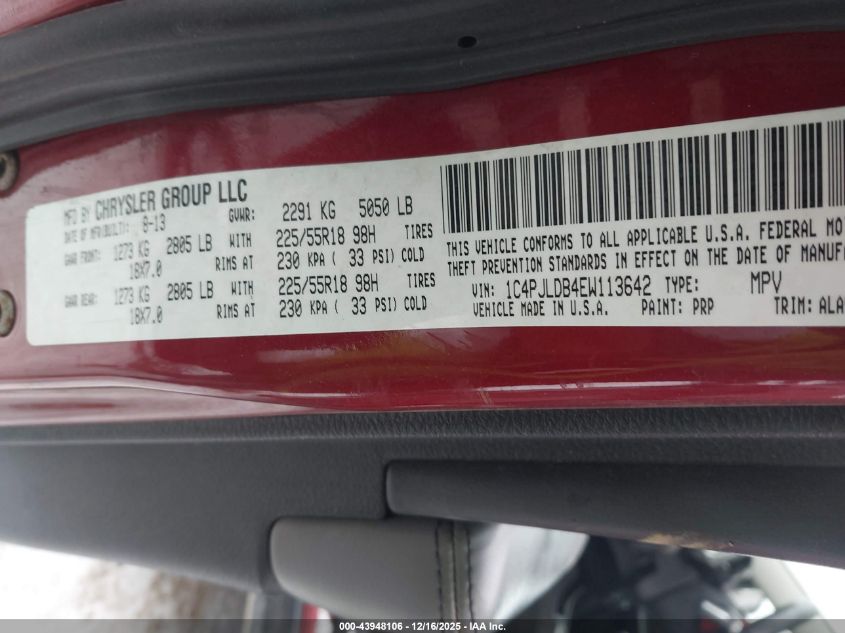 MFD BY CHRYSLER GROUP LLC
DATE OF MFR(BUILT): 8-13 GVWR: 2291 KG 5050 LB
GAWR FRONT: 1273 KG 2805 LB WITH 225/55R18 98H TIRES
18X7.0 RIMS AT 230 KPA ( 33 PSI) COLD
GAWR REAR: 1273 KG 2805 LB WITH 225/55R18 98H TIRES
18X7.0 RIMS AT 230 KPA ( 33 PSI) COLD
THIS VEHICLE CONFORMS TO ALL APPLICABLE U.S.A. FEDERAL MO
THEFT PREVENTION STANDARDS IN EFFECT ON THE DATE OF MANUFA
VIN: 1C4PJLDB4EW113642 TYPE: MPV
VEHICLE MADE IN U.S.A. PAINT: PRP TRIM: ALA
000-43948106 - 12/16/2025 - IAA Inc.